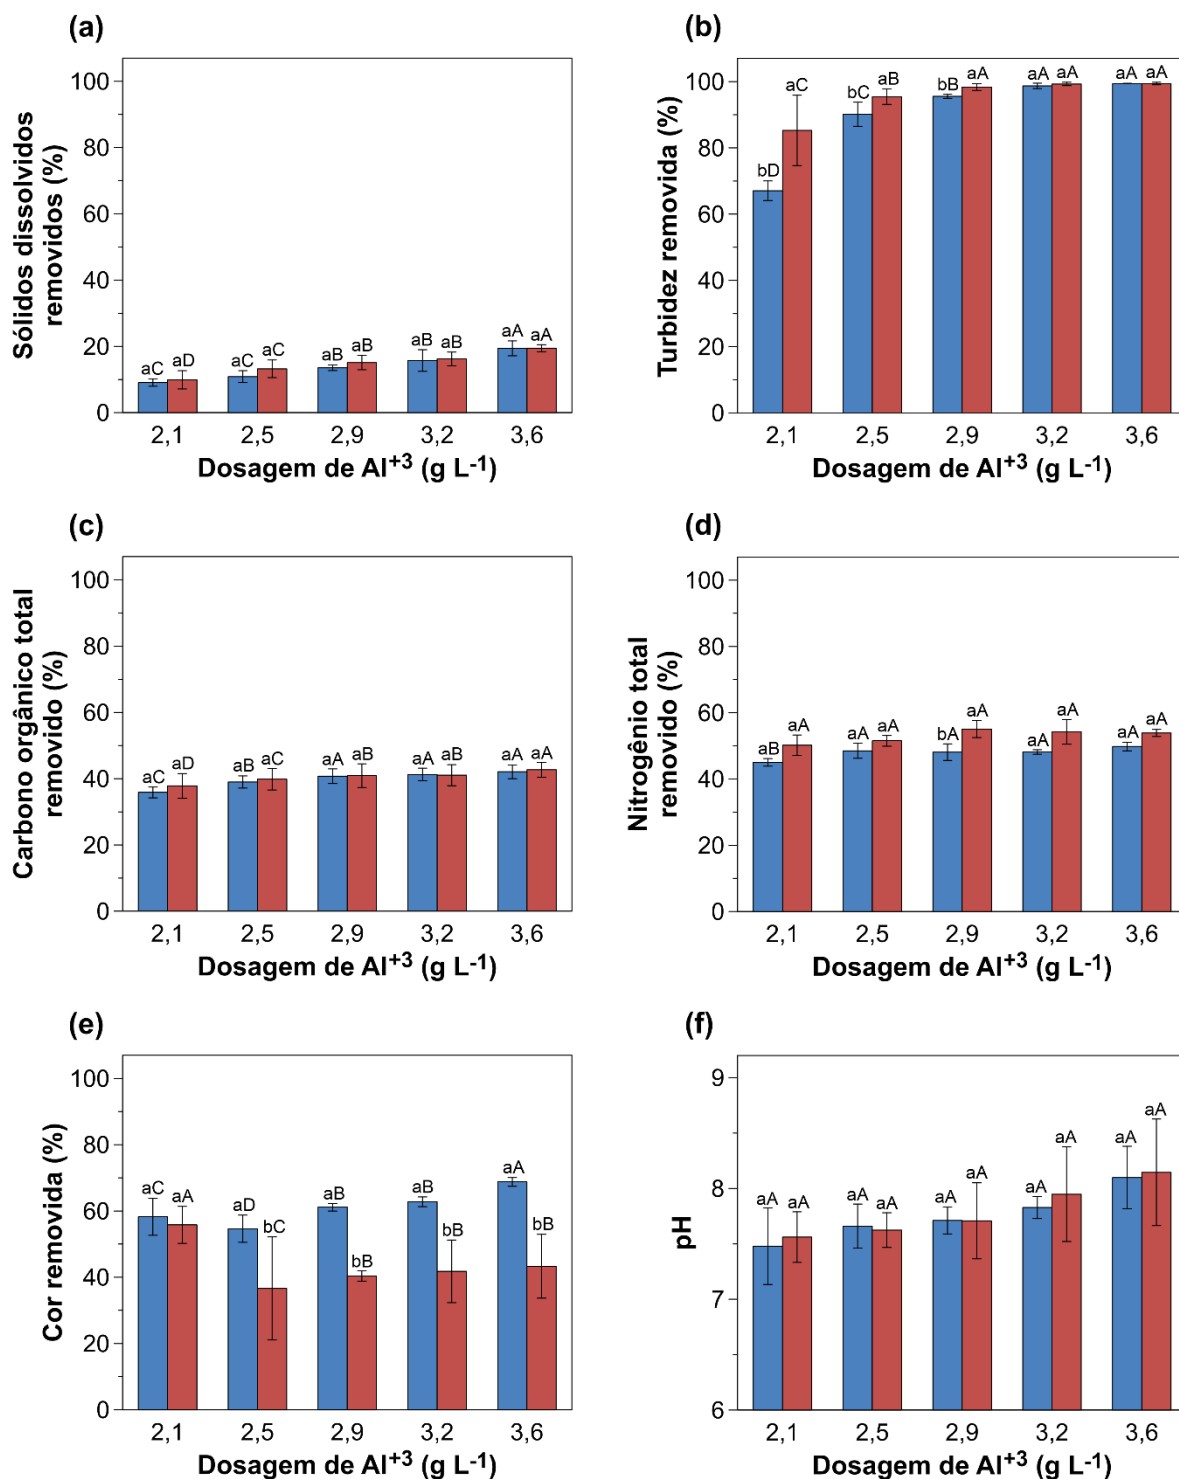 (a)
Sólidos dissolvidos
removidos (%)
100
80
60
40
20
0
aC aD aC aC aB aB aB aB aA aA
2,1 2,5 2,9 3,2 3,6
Dosagem de Al+3 (g L-1)
(b)
Turbidez removida (%)
100
80
60
40
20
0
bD aC bC aB bB aA aA aA aA aA
2,1 2,5 2,9 3,2 3,6
Dosagem de Al+3 (g L-1)
(c)
Carbono orgânico total
removido (%)
100
80
60
40
20
0
aC aD aB aC aA aB aA aB aA aA
2,1 2,5 2,9 3,2 3,6
Dosagem de Al+3 (g L-1)
(d)
Nitrogênio total
removido (%)
100
80
60
40
20
0
aB aA aA aA bA aA aA aA aA aA
2,1 2,5 2,9 3,2 3,6
Dosagem de Al+3 (g L-1)
(e)
Cor removida (%)
100
80
60
40
20
0
aC aA aD bC aB bB aB bB aA bB
2,1 2,5 2,9 3,2 3,6
Dosagem de Al+3 (g L-1)
(f)
pH
9
8
7
6
aA aA aA aA aA aA aA aA aA aA
2,1 2,5 2,9 3,2 3,6
Dosagem de Al+3 (g L-1)